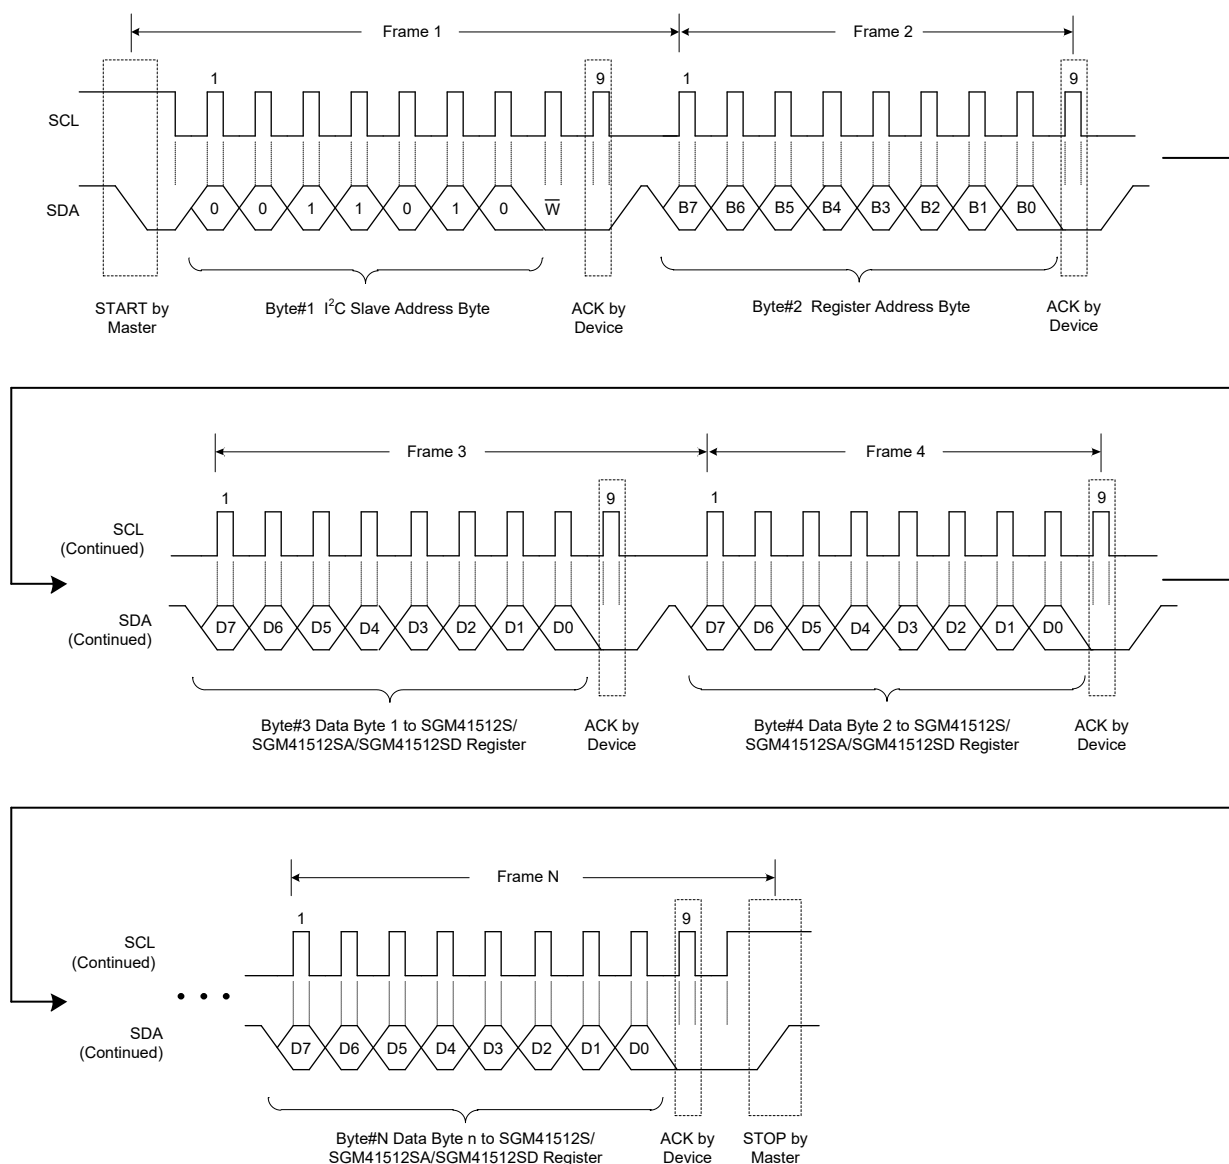 Frame 1
Frame 2
1
9
1
9
SCL
SDA
0 0 1 1 0 1 0 W̅
B7 B6 B5 B4 B3 B2 B1 B0
START by
Master
Byte#1 I²C Slave Address Byte
ACK by
Device
Byte#2 Register Address Byte
ACK by
Device
Frame 3
Frame 4
1
9
1
9
SCL
(Continued)
SDA
(Continued)
D7 D6 D5 D4 D3 D2 D1 D0
D7 D6 D5 D4 D3 D2 D1 D0
Byte#3 Data Byte 1 to SGM41512S/
SGM41512SA/SGM41512SD Register
ACK by
Device
Byte#4 Data Byte 2 to SGM41512S/
SGM41512SA/SGM41512SD Register
ACK by
Device
Frame N
1
9
SCL
(Continued)
• • •
SDA
(Continued)
D7 D6 D5 D4 D3 D2 D1 D0
Byte#N Data Byte n to SGM41512S/
SGM41512SA/SGM41512SD Register
ACK by
Device
STOP by
Master